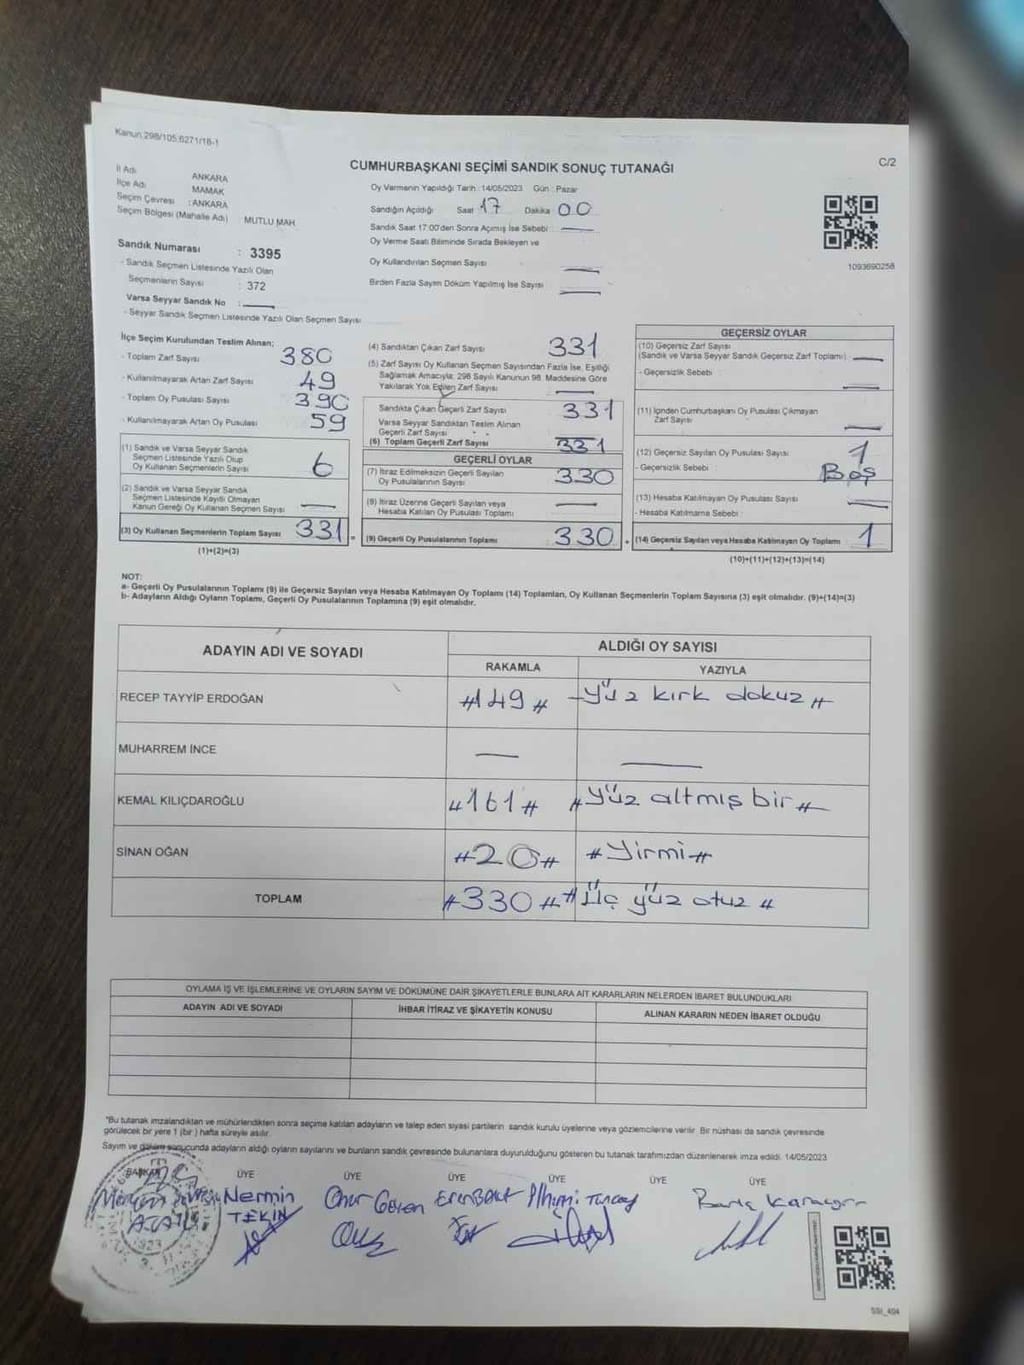 Kanun:298/105,6271/18-1
CUMHURBAŞKANI SEÇİMİ SANDIK SONUÇ TUTANAĞI
C/2
İl Adı ANKARA
İlçe Adı MAMAK
Seçim Çevresi : ANKARA
Seçim Bölgesi (Mahalle Adı) MUTLU MAH.
Sandık Numarası : 3395
- Sandık Seçmen Listesinde Yazılı Olan
Seçmenlerin Sayısı : 372
Varsa Seyyar Sandık No :
- Seyyar Sandık Seçmen Listesinde Yazılı Olan Seçmen Sayısı
Oy Vermenin Yapıldığı Tarih : 14/05/2023 Gün : Pazar
Sandığın Açıldığı Saat 17 Dakika 00
Sandık Saat 17.00'den Sonra Açılmış İse Sebebi
Oy Verme Saati Bitiminde Sırada Bekleyen ve
Oy Kullandırılan Seçmen Sayısı
Birden Fazla Sayım Döküm Yapılmış İse Sayısı
1093690258
İlçe Seçim Kurulundan Teslim Alınan;
- Toplam Zarf Sayısı 380
- Kullanılmayarak Artan Zarf Sayısı 49
- Toplam Oy Pusulası Sayısı 390
- Kullanılmayarak Artan Oy Pusulası 59
(1) Sandık ve Varsa Seyyar Sandık
Seçmen Listesinde Yazılı Olup
Oy Kullanan Seçmenlerin Sayısı 6
(2) Sandık ve Varsa Seyyar Sandık
Seçmen Listesinde Kayıtlı Olmayan
Kanun Gereği Oy Kullanan Seçmen Sayısı
(3) Oy Kullanan Seçmenlerin Toplam Sayısı 331 =
(1)+(2)=(3)
(4) Sandıktan Çıkan Zarf Sayısı 331
(5) Zarf Sayısı Oy Kullanan Seçmen Sayısından Fazla İse, Eşitliği
Sağlamak Amacıyla; 298 Sayılı Kanunun 98. Maddesine Göre
Yakılarak Yok Edilen Zarf Sayısı
Sandıkta Çıkan Geçerli Zarf Sayısı 331
Varsa Seyyar Sandıktan Teslim Alınan
Geçerli Zarf Sayısı
(6) Toplam Geçerli Zarf Sayısı 331
GEÇERLİ OYLAR
(7) İtiraz Edilmeksizin Geçerli Sayılan
Oy Pusulalarının Sayısı 330
(8) İtiraz Üzerine Geçerli Sayılan veya
Hesaba Katılan Oy Pusulası Toplamı
(9) Geçerli Oy Pusulalarının Toplamı 330 +
GEÇERSİZ OYLAR
(10) Geçersiz Zarf Sayısı
(Sandık ve Varsa Seyyar Sandık Geçersiz Zarf Toplamı)
- Geçersizlik Sebebi
(11) İçinden Cumhurbaşkanı Oy Pusulası Çıkmayan
Zarf Sayısı
(12) Geçersiz Sayılan Oy Pusulası Sayısı 1
- Geçersizlik Sebebi : Boş
(13) Hesaba Katılmayan Oy Pusulası Sayısı
- Hesaba Katılmama Sebebi :
(14) Geçersiz Sayılan veya Hesaba Katılmayan Oy Toplamı 1
(10)+(11)+(12)+(13)=(14)
NOT:
a- Geçerli Oy Pusulalarının Toplamı (9) ile Geçersiz Sayılan veya Hesaba Katılmayan Oy Toplamı (14) Toplamları, Oy Kullanan Seçmenlerin Toplam Sayısına (3) eşit olmalıdır. (9)+(14)=(3)
b- Adayların Aldığı Oyların Toplamı, Geçerli Oy Pusulalarının Toplamına (9) eşit olmalıdır.
ADAYIN ADI VE SOYADI ALDIĞI OY SAYISI
RAKAMLA YAZIYLA
RECEP TAYYİP ERDOĞAN #149# yüz kırk dokuz #
MUHARREM İNCE
KEMAL KILIÇDAROĞLU #161# #yüz altmış bir#
SİNAN OĞAN #20# #yirmi#
TOPLAM #330# #üç yüz otuz #
OYLAMA İŞ VE İŞLEMLERİNE VE OYLARIN SAYIM VE DÖKÜMÜNE DAİR ŞİKAYETLERLE BUNLARA AİT KARARLARIN NELERDEN İBARET BULUNDUKLARI
ADAYIN ADI VE SOYADI İHBAR İTİRAZ VE ŞİKAYETİN KONUSU ALINAN KARARIN NEDEN İBARET OLDUĞU
"Bu tutanak imzalandıktan ve mühürlendikten sonra seçime katılan adayların ve talep eden siyasi partilerin sandık kurulu üyelerine veya gözlemcilerine verilir. Bir nüshası da sandık çevresinde
görülecek bir yere 1 (bir ) hafta süreyle asılır.
Sayım ve döküm sonucunda adayların aldığı oyların sayılarını ve bunların sandık çevresinde bulunanlara duyurulduğunu gösteren bu tutanak tarafımızdan düzenlenerek imza edildi. 14/05/2023
BAŞKAN ÜYE ÜYE ÜYE ÜYE ÜYE ÜYE
Nermin Onur Gören
TEKİN
SSI_404